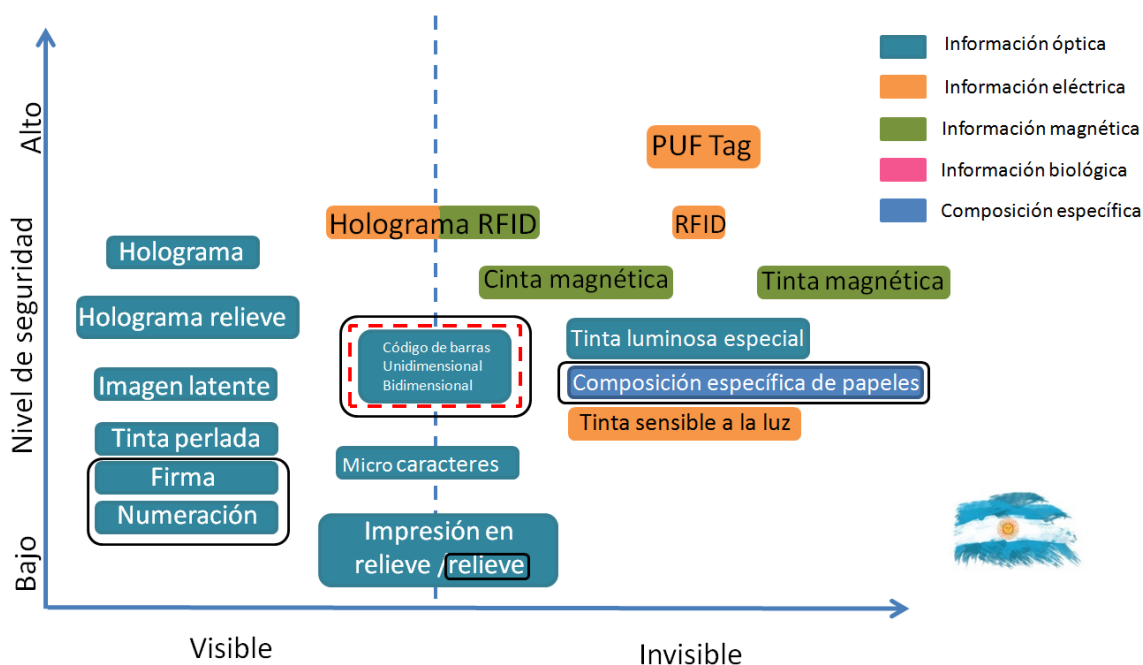 Información óptica
Información eléctrica
Información magnética
Información biológica
Composición específica
Alto
Nivel de seguridad
Bajo
PUF Tag
Holograma RFID
RFID
Holograma
Cinta magnética
Tinta magnética
Holograma relieve
Código de barras
Unidimensional
Bidimensional
Tinta luminosa especial
Imagen latente
Composición específica de papeles
Tinta perlada
Tinta sensible a la luz
Firma
Micro caracteres
Numeración
Impresión en
relieve /relieve
Visible
Invisible